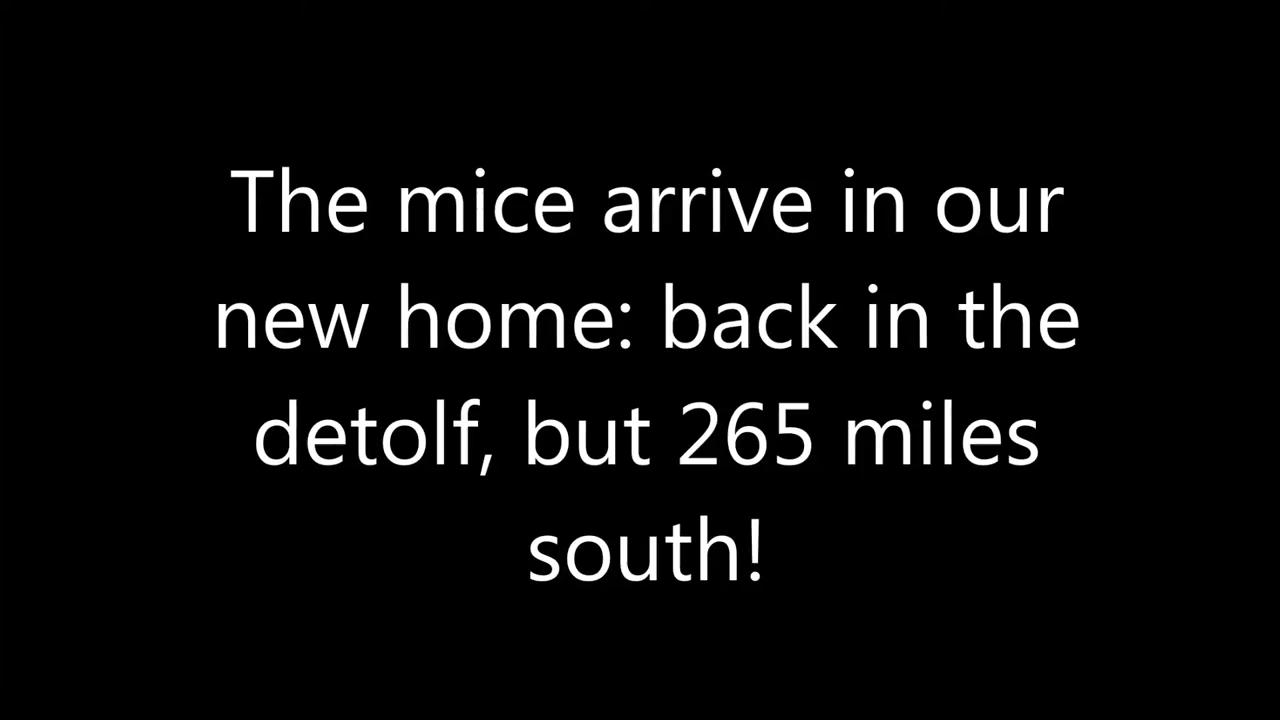 The mice arrive in our
new home: back in the
detolf, but 265 miles
south!